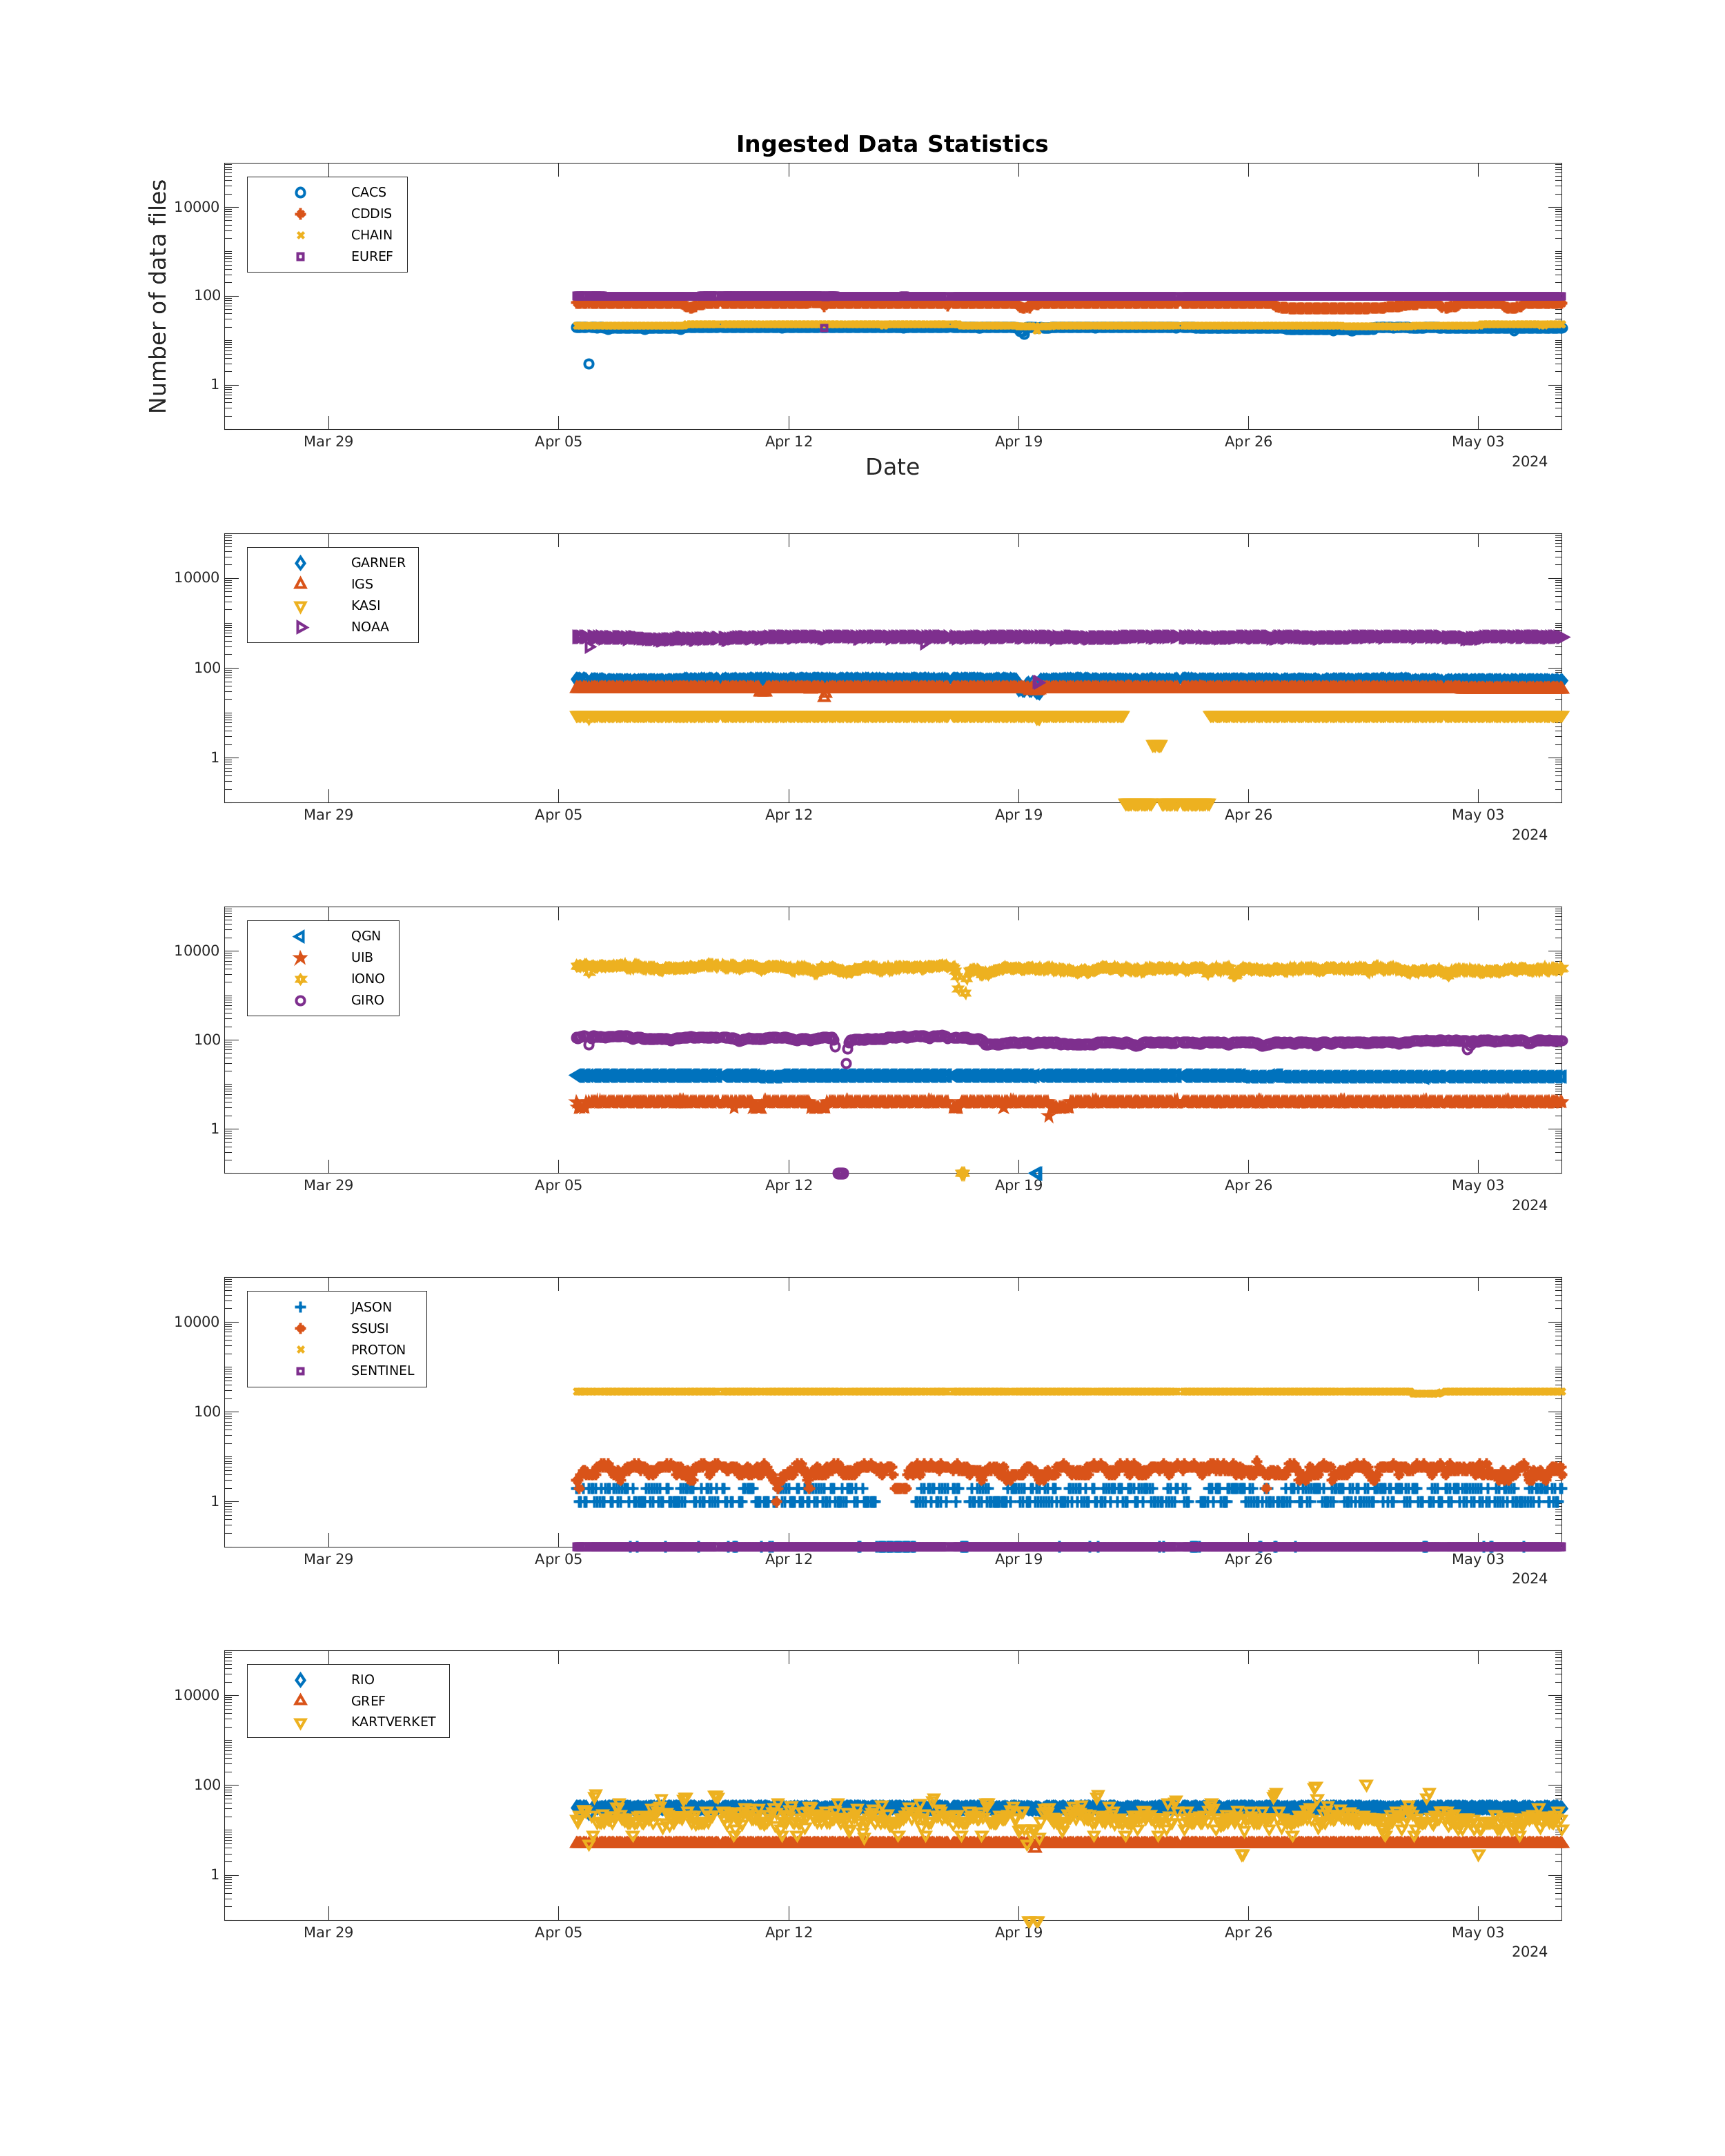 Ingested Data Statistics
Number of data files
10000
100
1
CACS
CDDIS
CHAIN
EUREF
Mar 29 Apr 05 Apr 12 Apr 19 Apr 26 May 03
2024
Date
10000
100
1
GARNER
IGS
KASI
NOAA
Mar 29 Apr 05 Apr 12 Apr 19 Apr 26 May 03
2024
10000
100
1
QGN
UIB
IONO
GIRO
Mar 29 Apr 05 Apr 12 Apr 19 Apr 26 May 03
2024
10000
100
1
JASON
SSUSI
PROTON
SENTINEL
Mar 29 Apr 05 Apr 12 Apr 19 Apr 26 May 03
2024
10000
100
1
RIO
GREF
KARTVERKET
Mar 29 Apr 05 Apr 12 Apr 19 Apr 26 May 03
2024